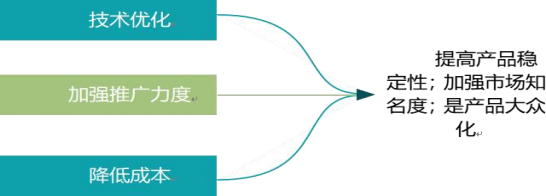 技术优化
加强推广力度
降低成本
提高产品稳
定性；加强市场知
名度；是产品大众
化